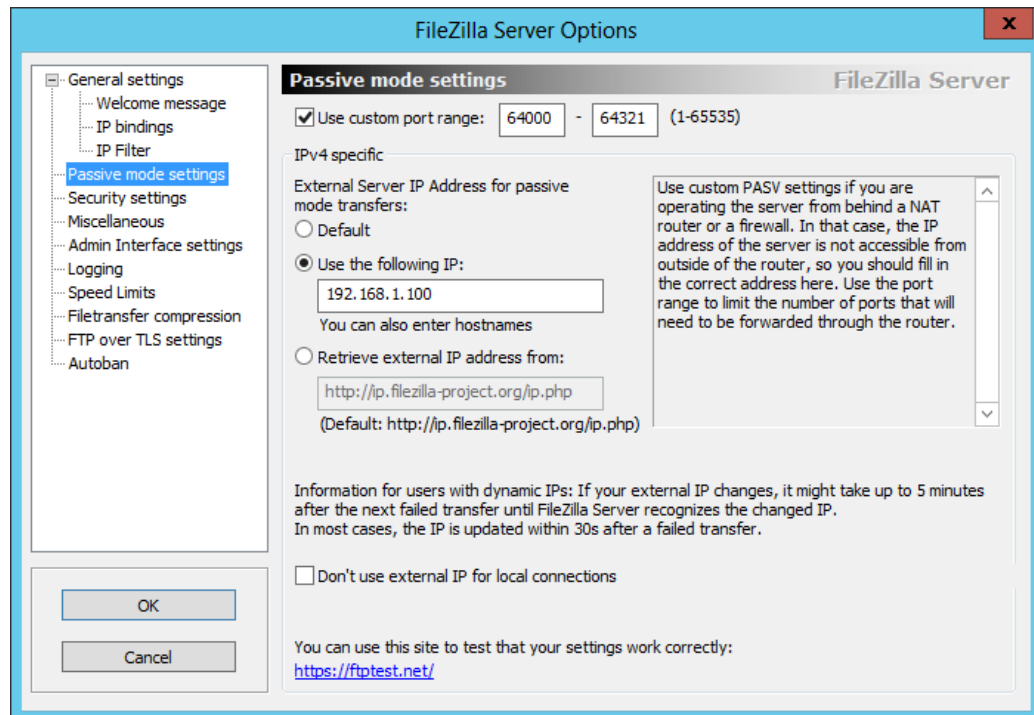 FileZilla Server Options
x
General settings
Welcome message
IP bindings
IP Filter
Passive mode settings
Security settings
Miscellaneous
Admin Interface settings
Logging
Speed Limits
Filetransfer compression
FTP over TLS settings
Autoban
OK
Cancel
Passive mode settings
FileZilla Server
Use custom port range: 64000 - 64321 (1-65535)
IPv4 specific
External Server IP Address for passive
mode transfers:
Default
Use the following IP:
192.168.1.100
You can also enter hostnames
Retrieve external IP address from:
http://ip.filezilla-project.org/ip.php
(Default: http://ip.filezilla-project.org/ip.php)
Use custom PASV settings if you are
operating the server from behind a NAT
router or a firewall. In that case, the IP
address of the server is not accessible from
outside of the router, so you should fill in
the correct address here. Use the port
range to limit the number of ports that will
need to be forwarded through the router.
Information for users with dynamic IPs: If your external IP changes, it might take up to 5 minutes
after the next failed transfer until FileZilla Server recognizes the changed IP.
In most cases, the IP is updated within 30s after a failed transfer.
Don't use external IP for local connections
You can use this site to test that your settings work correctly:
https://ftptest.net/